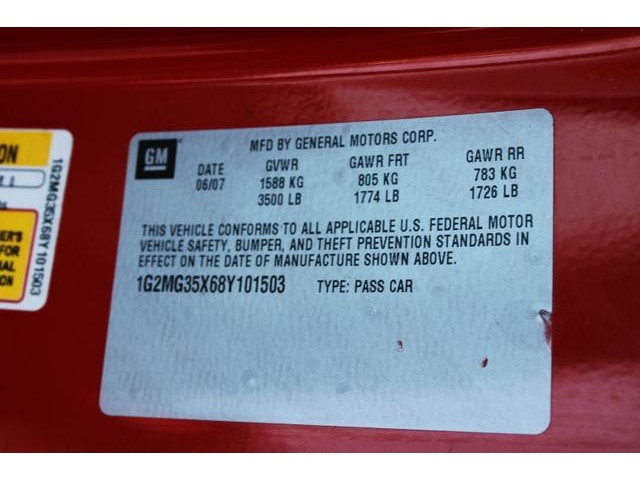 GM
MFD BY GENERAL MOTORS CORP.
DATE GVWR GAWR FRT GAWR RR
06/07 1588 KG 805 KG 783 KG
3500 LB 1774 LB 1726 LB
THIS VEHICLE CONFORMS TO ALL APPLICABLE U.S. FEDERAL MOTOR
VEHICLE SAFETY, BUMPER, AND THEFT PREVENTION STANDARDS IN
EFFECT ON THE DATE OF MANUFACTURE SHOWN ABOVE.
1G2MG35X68Y101503 TYPE: PASS CAR
1G2MG35X68Y101503